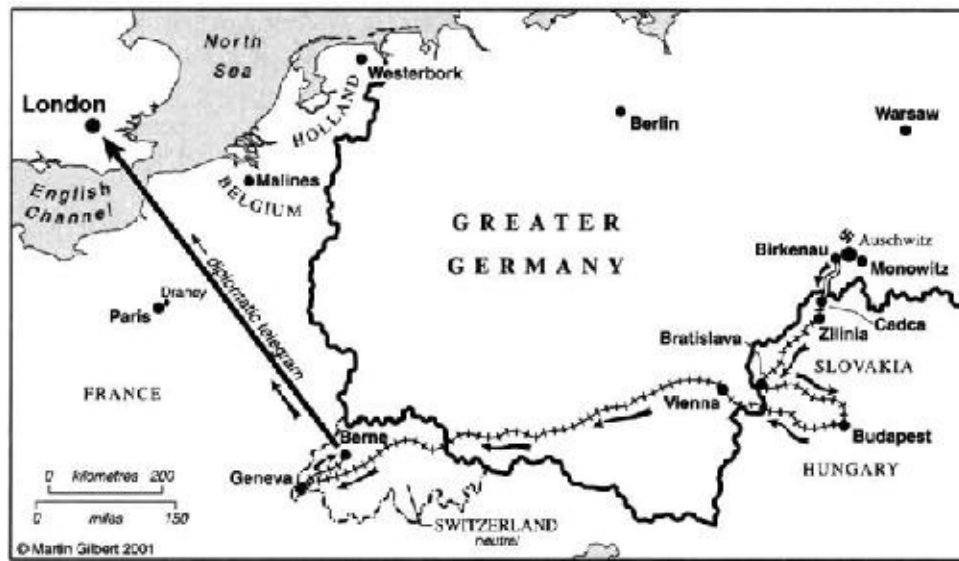 North
Sea
Westerbork
London
HOLLAND
Berlin
Warsaw
English
Channel
Malines
BELGIUM
GREATER
GERMANY
Auschwitz
Birkenau
Monowitz
diplomatic telegram
Drancy
Paris
Cadca
Zilinia
Bratislava
SLOVAKIA
FRANCE
Vienna
Budapest
Berne
Geneva
HUNGARY
0 kilometres 200
0 miles 150
SWITZERLAND
neutral
© Martin Gilbert 2001